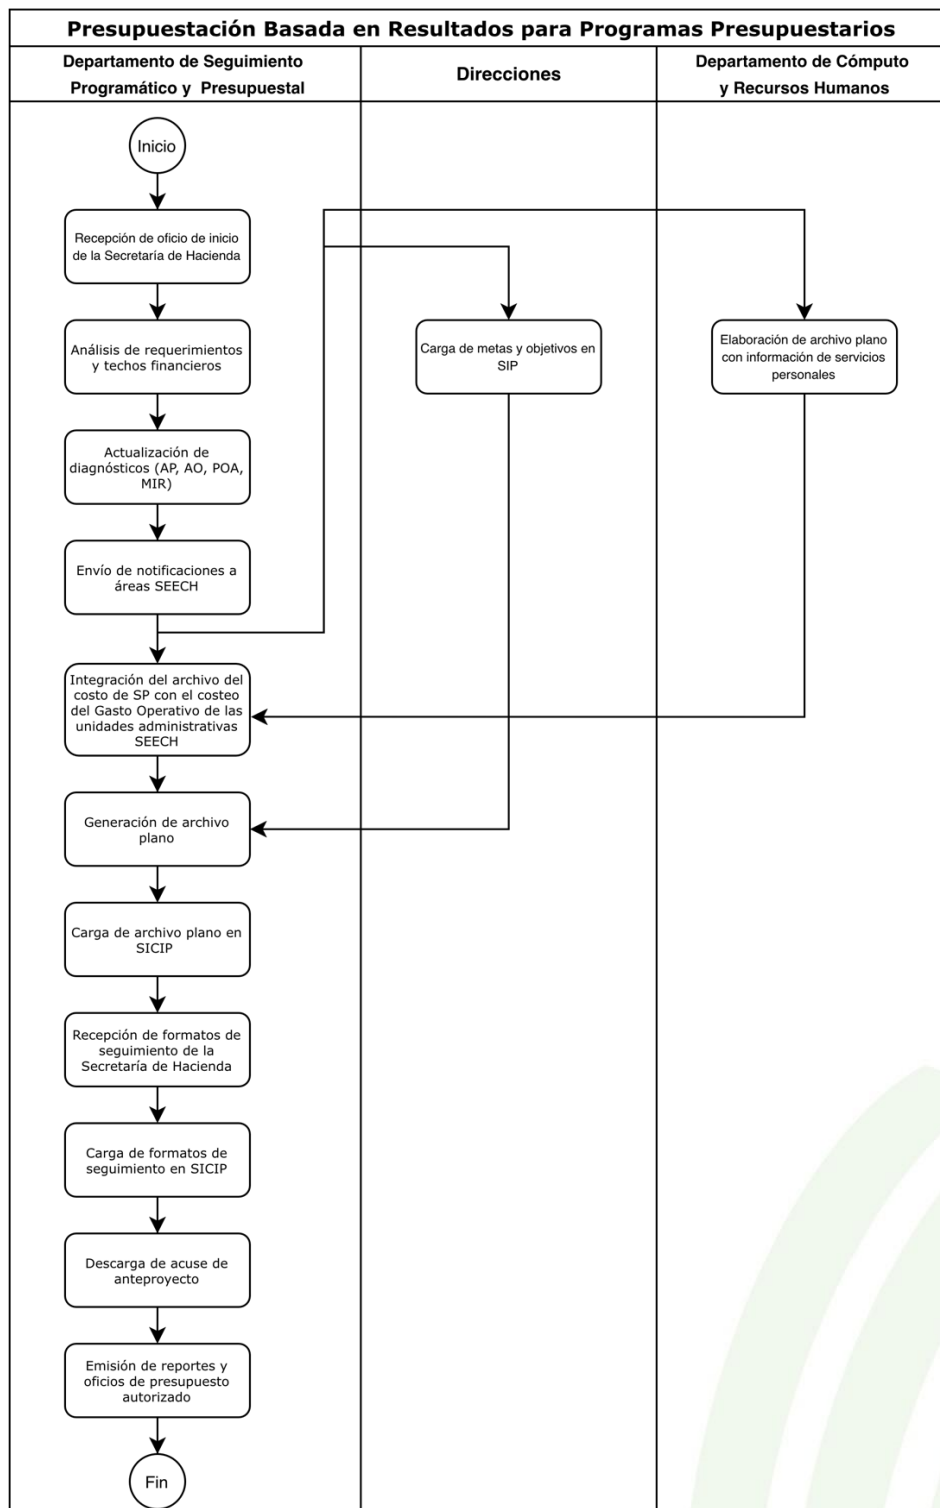 Presupuestación Basada en Resultados para Programas Presupuestarios
Departamento de Seguimiento
Programático y Presupuestal
Direcciones
Departamento de Cómputo
y Recursos Humanos
Inicio
Recepción de oficio de inicio
de la Secretaría de Hacienda
Análisis de requerimientos
y techos financieros
Carga de metas y objetivos en
SIP
Elaboración de archivo plano
con información de servicios
personales
Actualización de
diagnósticos (AP, AO, POA,
MIR)
Envío de notificaciones a
áreas SEECH
Integración del archivo del
costo de SP con el costeo
del Gasto Operativo de las
unidades administrativas
SEECH
Generación de archivo
plano
Carga de archivo plano en
SICIP
Recepción de formatos de
seguimiento de la
Secretaría de Hacienda
Carga de formatos de
seguimiento en SICIP
Descarga de acuse de
anteproyecto
Emisión de reportes y
oficios de presupuesto
autorizado
Fin